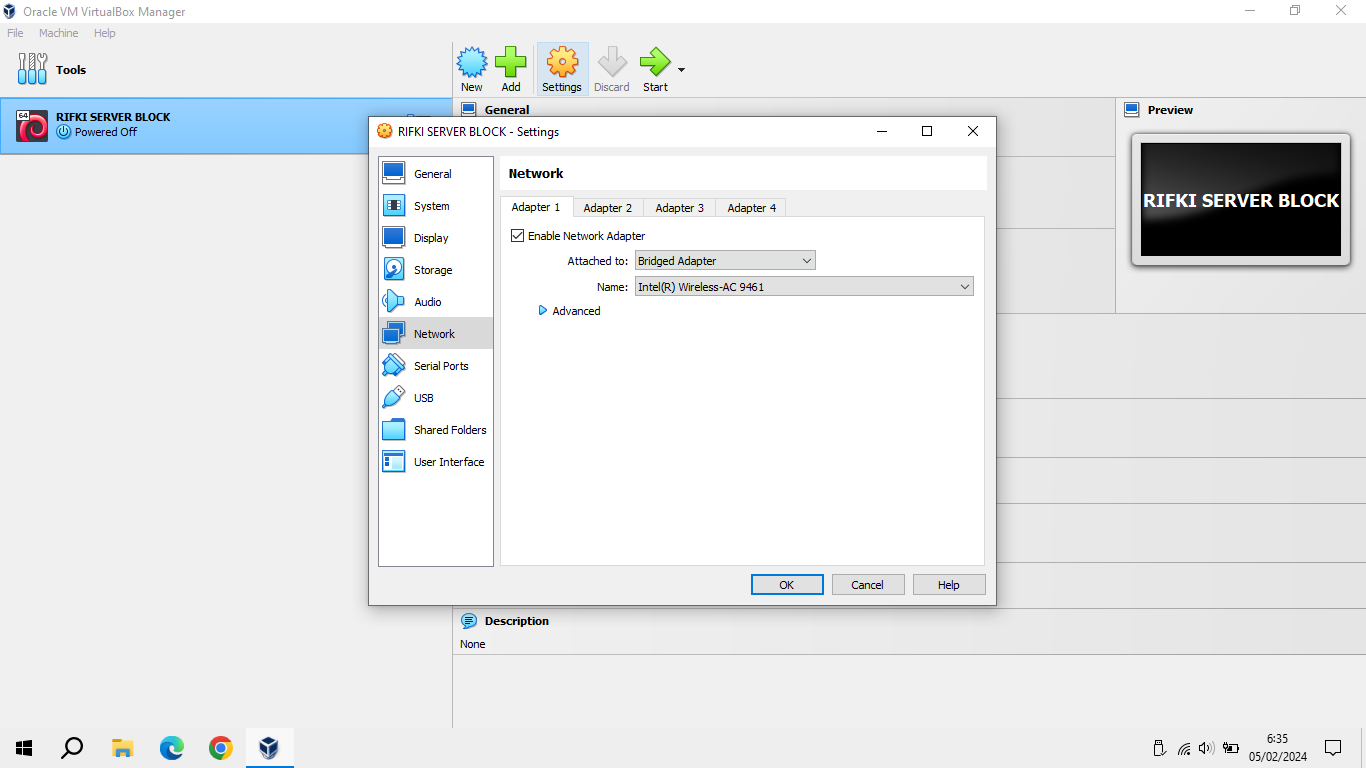 Oracle VM VirtualBox Manager
File Machine Help
Tools
New Add Settings Discard Start
64
RIFKI SERVER BLOCK
Powered Off
General
Preview
RIFKI SERVER BLOCK
RIFKI SERVER BLOCK - Settings
General
System
Display
Storage
Audio
Network
Serial Ports
USB
Shared Folders
User Interface
Network
Adapter 1 Adapter 2 Adapter 3 Adapter 4
Enable Network Adapter
Attached to: Bridged Adapter
Name: Intel(R) Wireless-AC 9461
Advanced
OK Cancel Help
Description
None
6:35
05/02/2024